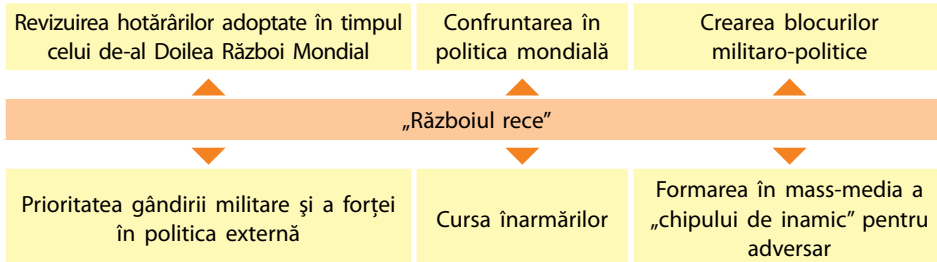 Revizuirea hotărârilor adoptate în timpul
celui de-al Doilea Război Mondial
Confruntarea în
politica mondială
Crearea blocurilor
militaro-politice
„Războiul rece”
Prioritatea gândirii militare şi a forţei
în politica externă
Cursa înarmărilor
Formarea în mass-media a
„chipului de inamic” pentru
adversar